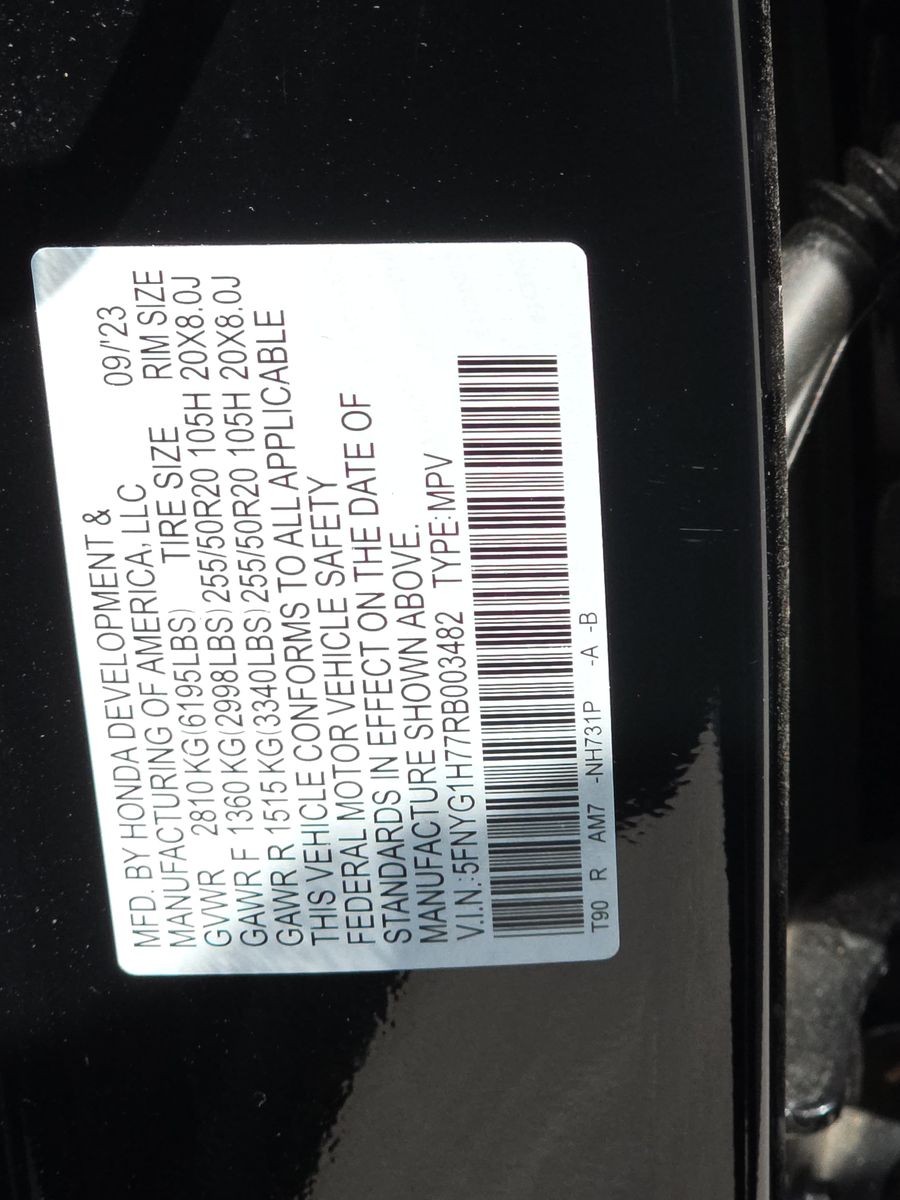 MFD. BY HONDA DEVELOPMENT & 09/'23
MANUFACTURING OF AMERICA, LLC
TIRE SIZE RIM SIZE
GVWR 2810 KG(6195LBS)
GAWR F 1360 KG(2998LBS) 255/50R20 105H 20X8.0J
GAWR R 1515 KG(3340LBS) 255/50R20 105H 20X8.0J
THIS VEHICLE CONFORMS TO ALL APPLICABLE
FEDERAL MOTOR VEHICLE SAFETY
STANDARDS IN EFFECT ON THE DATE OF
MANUFACTURE SHOWN ABOVE.
V.I.N.:5FNYG1H77RB003482 TYPE:MPV
T90 R AM7 -NH731P -A -B